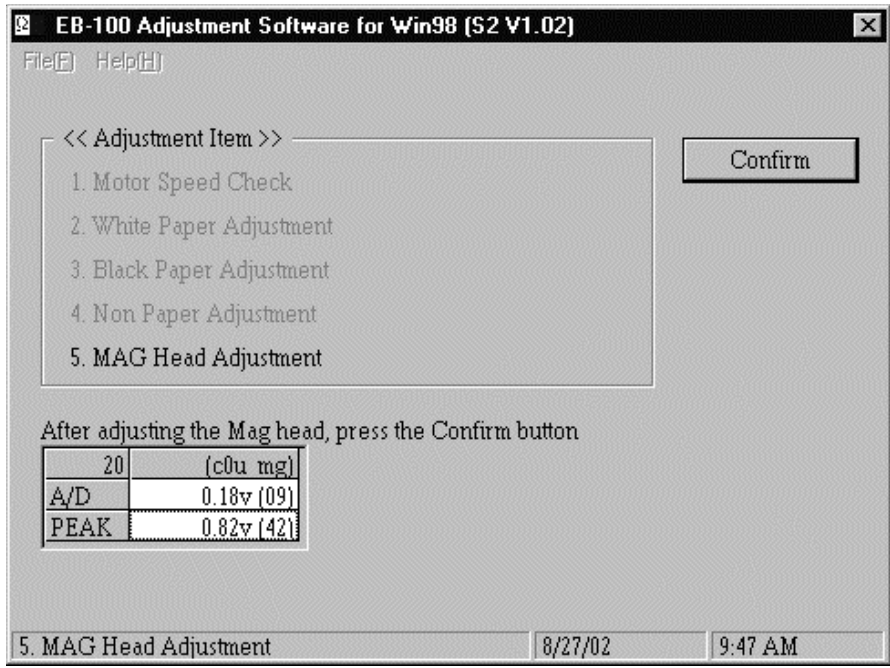 EB-100 Adjustment Software for Win98 (S2 V1.02)
File(F) Help(H)
<< Adjustment Item >>
Confirm
1. Motor Speed Check
2. White Paper Adjustment
3. Black Paper Adjustment
4. Non Paper Adjustment
5. MAG Head Adjustment
After adjusting the Mag head, press the Confirm button
20 (c0u mg)
A/D 0.18v (09)
PEAK 0.82v (42)
5. MAG Head Adjustment 8/27/02 9:47 AM